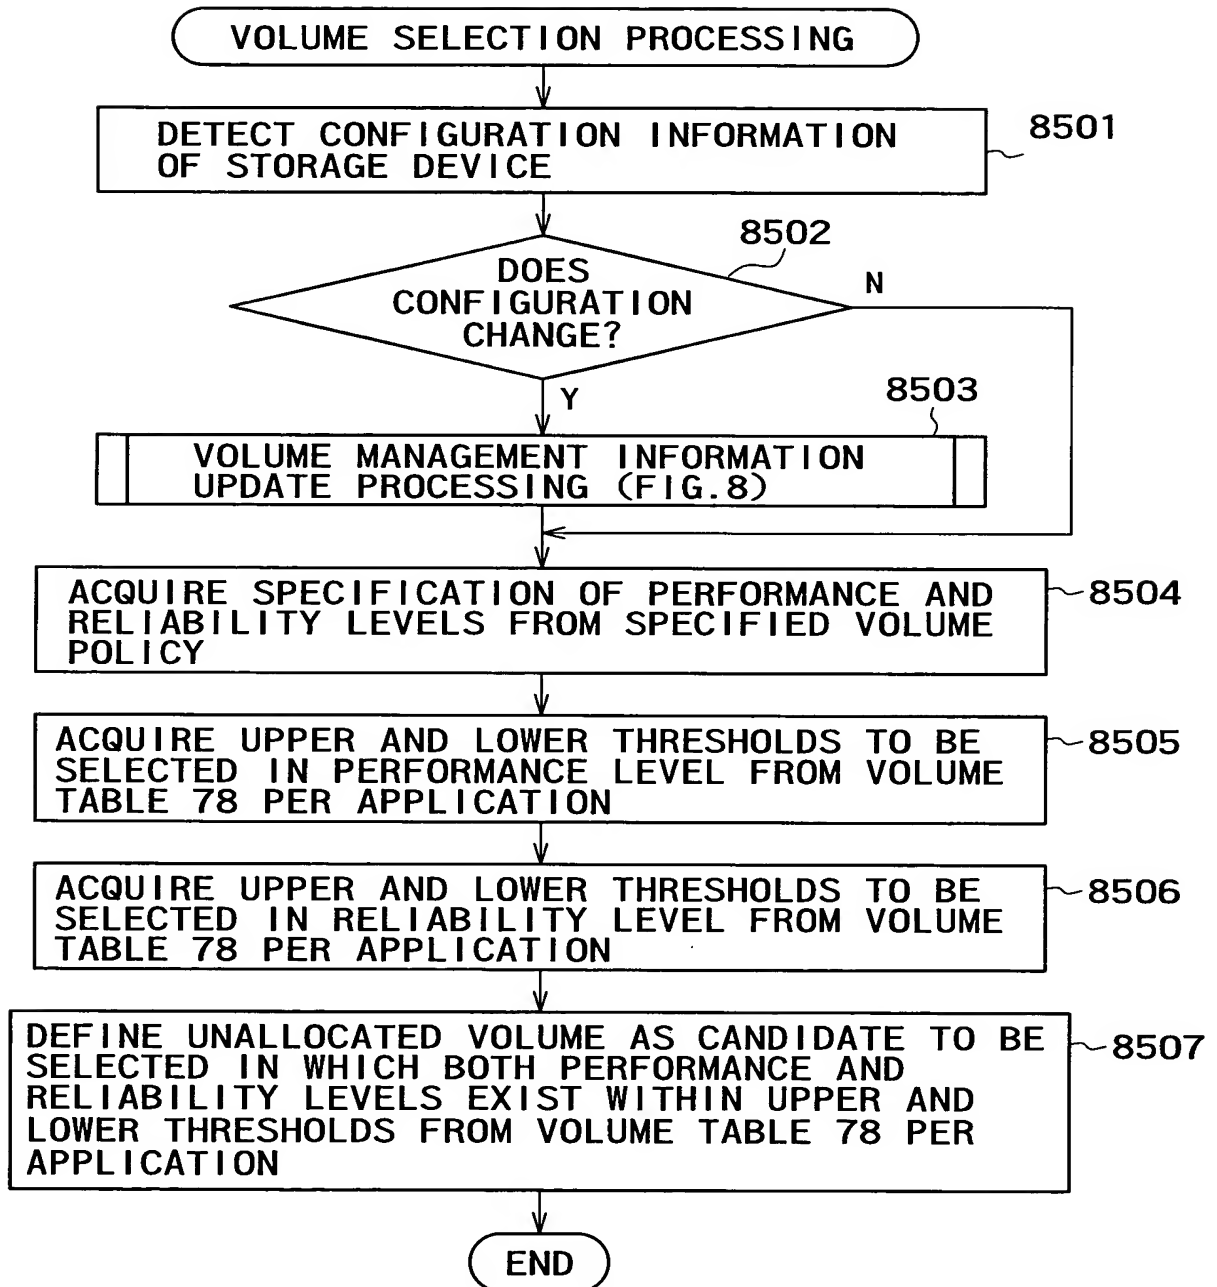 VOLUME SELECTION PROCESSING
DETECT CONFIGURATION INFORMATION
OF STORAGE DEVICE
8501
8502
DOES
CONFIGURATION
CHANGE?
N
Y
8503
VOLUME MANAGEMENT INFORMATION
UPDATE PROCESSING (FIG.8)
ACQUIRE SPECIFICATION OF PERFORMANCE AND
RELIABILITY LEVELS FROM SPECIFIED VOLUME
POLICY
8504
ACQUIRE UPPER AND LOWER THRESHOLDS TO BE
SELECTED IN PERFORMANCE LEVEL FROM VOLUME
TABLE 78 PER APPLICATION
8505
ACQUIRE UPPER AND LOWER THRESHOLDS TO BE
SELECTED IN RELIABILITY LEVEL FROM VOLUME
TABLE 78 PER APPLICATION
8506
DEFINE UNALLOCATED VOLUME AS CANDIDATE TO BE
SELECTED IN WHICH BOTH PERFORMANCE AND
RELIABILITY LEVELS EXIST WITHIN UPPER AND
LOWER THRESHOLDS FROM VOLUME TABLE 78 PER
APPLICATION
8507
END